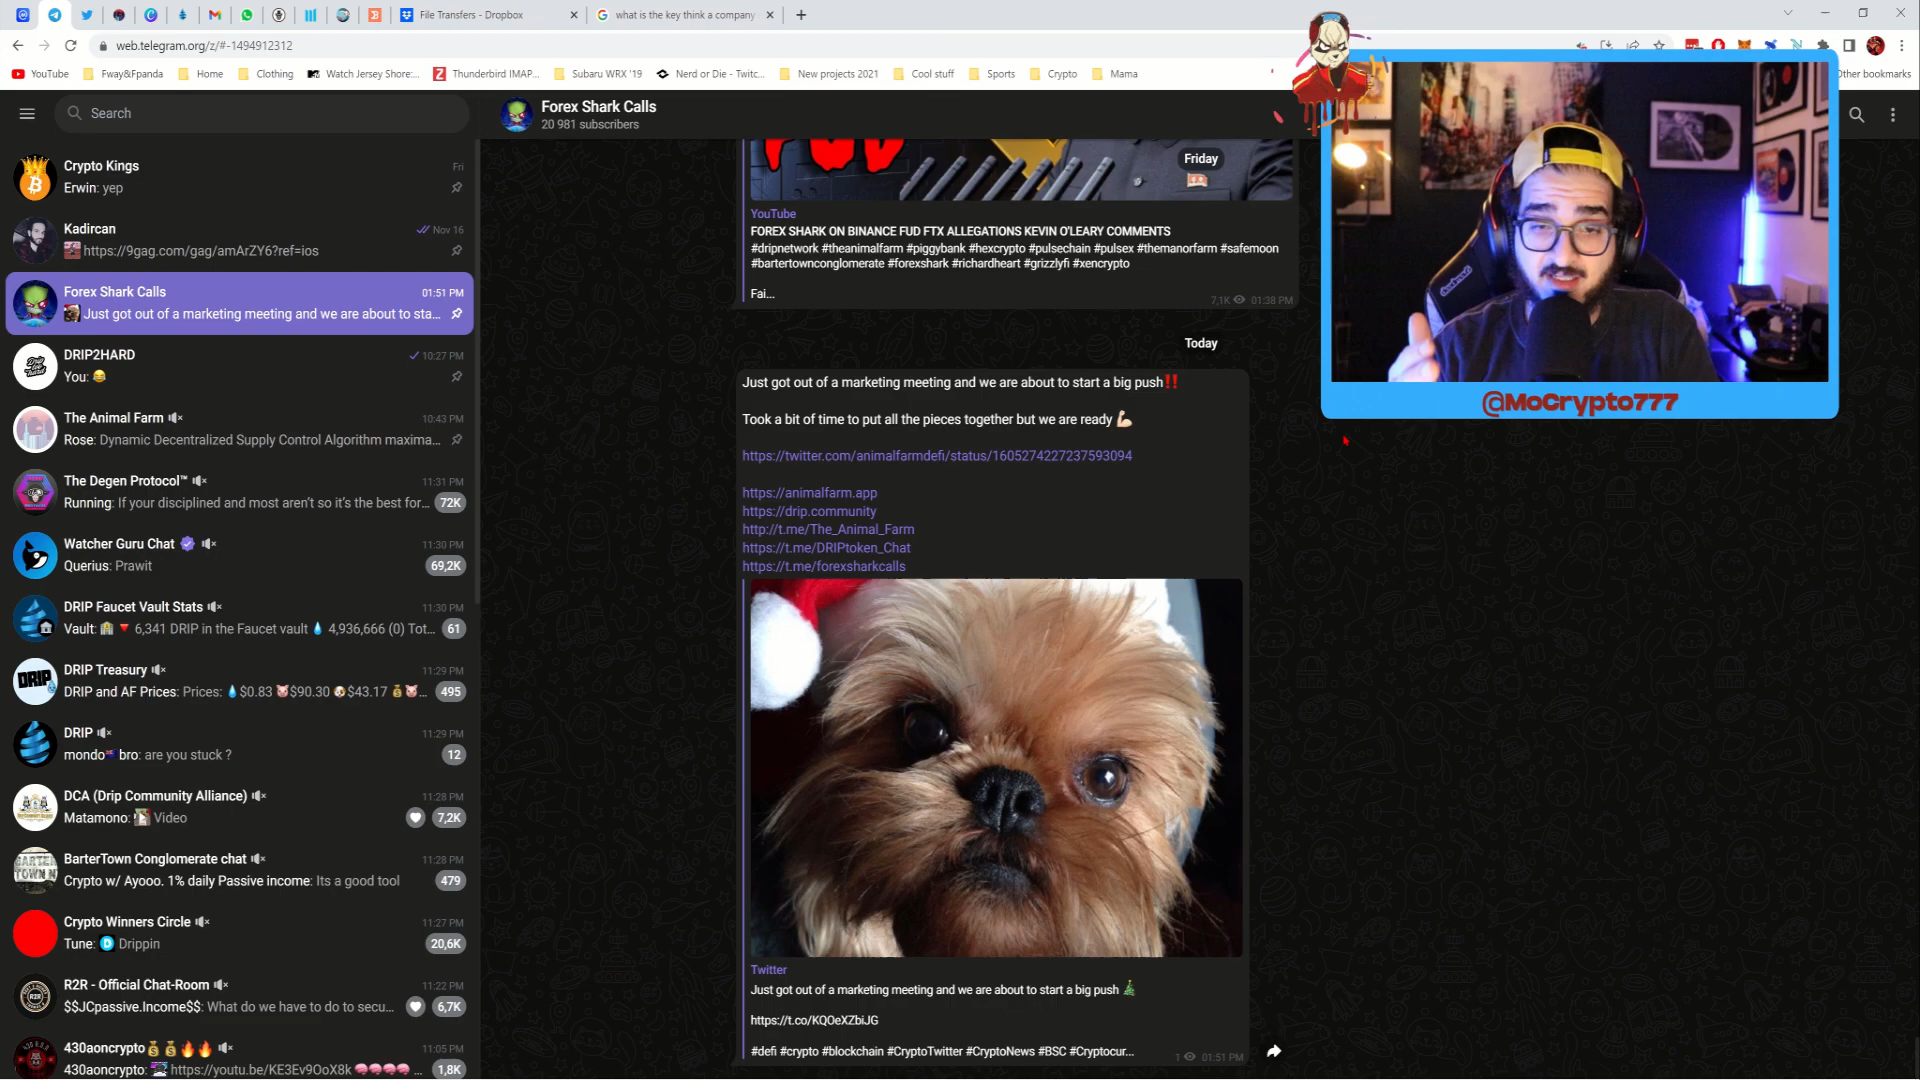 File Transfers - Dropbox
what is the key think a company
web.telegram.org/z/#-1494912312
YouTube
Fway&Fpanda
Home
Clothing
Watch Jersey Shore:...
Thunderbird IMAP...
Subaru WRX '19
Nerd or Die - Twitc...
New projects 2021
Cool stuff
Sports
Crypto
Mama
Other bookmarks
Search
Crypto Kings
Fri
Erwin: yep
Kadircan
Nov 16
https://9gag.com/gag/amArZY6?ref=ios
Forex Shark Calls
01:51 PM
Just got out of a marketing meeting and we are about to sta...
DRIP2HARD
10:27 PM
You: 😂
The Animal Farm
10:43 PM
Rose: Dynamic Decentralized Supply Control Algorithm maxima...
The Degen Protocol™
11:31 PM
Running: If your disciplined and most aren't so it's the best for...
72K
Watcher Guru Chat
11:30 PM
Querius: Prawit
69,2K
DRIP Faucet Vault Stats
11:30 PM
Vault: 🏦 🔻 6,341 DRIP in the Faucet vault 💧 4,936,666 (0) Tot...
61
DRIP Treasury
11:29 PM
DRIP and AF Prices: Prices: 💧$0.83 🐷$90.30 🐶$43.17 💰🐷...
495
DRIP
11:29 PM
mondo🇦🇺bro: are you stuck ?
12
DCA (Drip Community Alliance)
11:28 PM
Matamono: Video
7,2K
BarterTown Conglomerate chat
11:28 PM
Crypto w/ Ayooo. 1% daily Passive income: Its a good tool
479
Crypto Winners Circle
11:27 PM
Tune: Drippin
20,6K
R2R - Official Chat-Room
11:22 PM
$$JCpassive.Income$$: What do we have to do to secu...
6,7K
430aoncrypto💰💰🔥🔥
11:05 PM
430aoncrypto: https://youtu.be/KE3Ev9OoX8k 🧠🧠🧠🧠 ...
1,8K
Forex Shark Calls
20 981 subscribers
Friday
YouTube
FOREX SHARK ON BINANCE FUD FTX ALLEGATIONS KEVIN O'LEARY COMMENTS
#dripnetwork #theanimalfarm #piggybank #hexcrypto #pulsechain #pulsex #themanorfarm #safemoon
#bartertownconglomerate #forexshark #richardheart #grizzlyfi #xencrypto
Fai...
7,1K 01:38 PM
Today
Just got out of a marketing meeting and we are about to start a big push‼️
Took a bit of time to put all the pieces together but we are ready 💪🏻
https://twitter.com/animalfarmdefi/status/1605274227237593094
https://animalfarm.app
https://drip.community
http://t.me/The_Animal_Farm
https://t.me/DRIPtoken_Chat
https://t.me/forexsharkcalls
Twitter
Just got out of a marketing meeting and we are about to start a big push 🎄
https://t.co/KQOeXZbiJG
#defi #crypto #blockchain #CryptoTwitter #CryptoNews #BSC #Cryptocur...
1 01:51 PM
@MoCrypto777